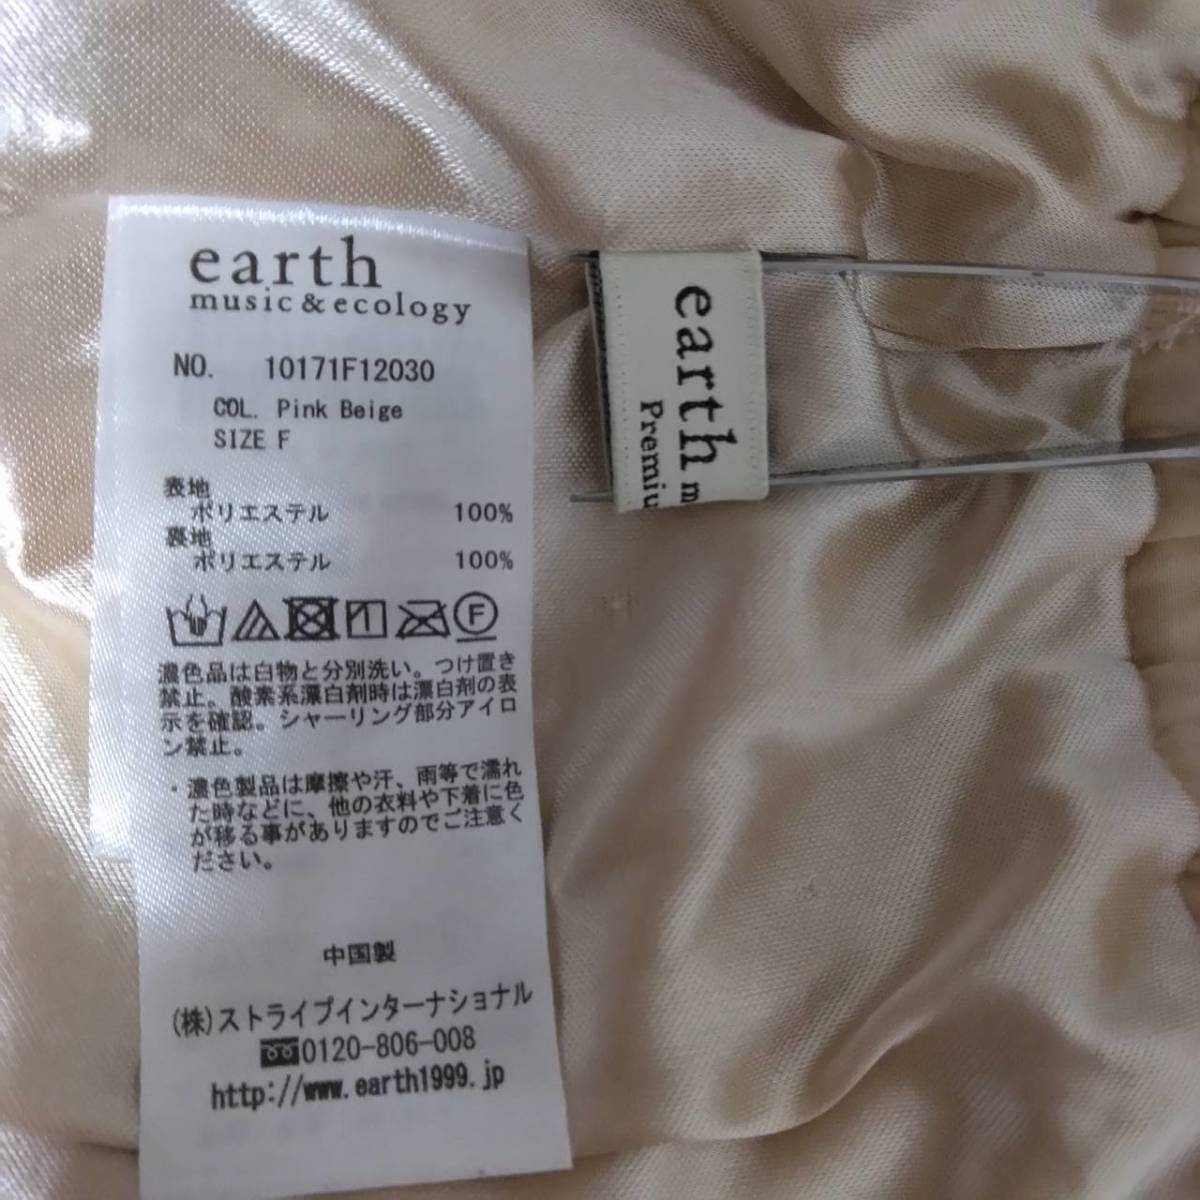 earth
music & ecology
NO. 10171F12030
COL. Pink Beige
SIZE F
表地
ポリエステル 100%
裏地
ポリエステル 100%
F
濃色品は白物と分別洗い。つけ置き
禁止。酸素系漂白剤時は漂白剤の表
示を確認。シャーリング部分アイロ
ン禁止。
・濃色製品は摩擦や汗、雨等で濡れ
た時などに、他の衣料や下着に色
が移る事がありますのでご注意く
ださい。
中国製
(株)ストライプインターナショナル
0120-806-008
http://www.earth1999.jp
earth m
Premiu